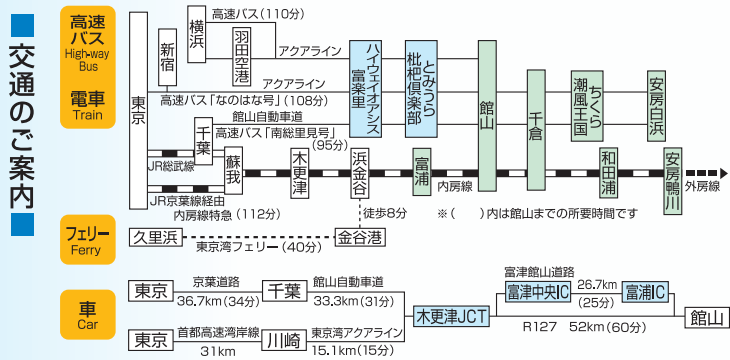 ■交通のご案内■
高速
バス
High-way
Bus
電車
Train
東京
新宿
横浜
高速バス(110分)
羽田空港
アクアライン
アクアライン
高速バス「なのはな号」(108分)
館山自動車道
千葉
高速バス「南総里見号」
(95分)
JR総武線
蘇我
JR京葉線経由
内房線特急(112分)
木更津
浜金谷
富浦
内房線
ハイウェイオアシス
富楽里
とみうら
枇杷倶楽部
館山
千倉
ちくら
潮風王国
安房白浜
和田浦
安房鴨川
外房線
徒歩8分
※(　　)内は館山までの所要時間です
フェリー
Ferry
久里浜
東京湾フェリー(40分)
金谷港
車
Car
東京
京葉道路
36.7km(34分)
千葉
館山自動車道
33.3km(31分)
東京
首都高速湾岸線
31km
川崎
東京湾アクアライン
15.1km(15分)
木更津JCT
富津館山道路
富津中央IC
26.7km
(25分)
富浦IC
R127　52km(60分)
館山